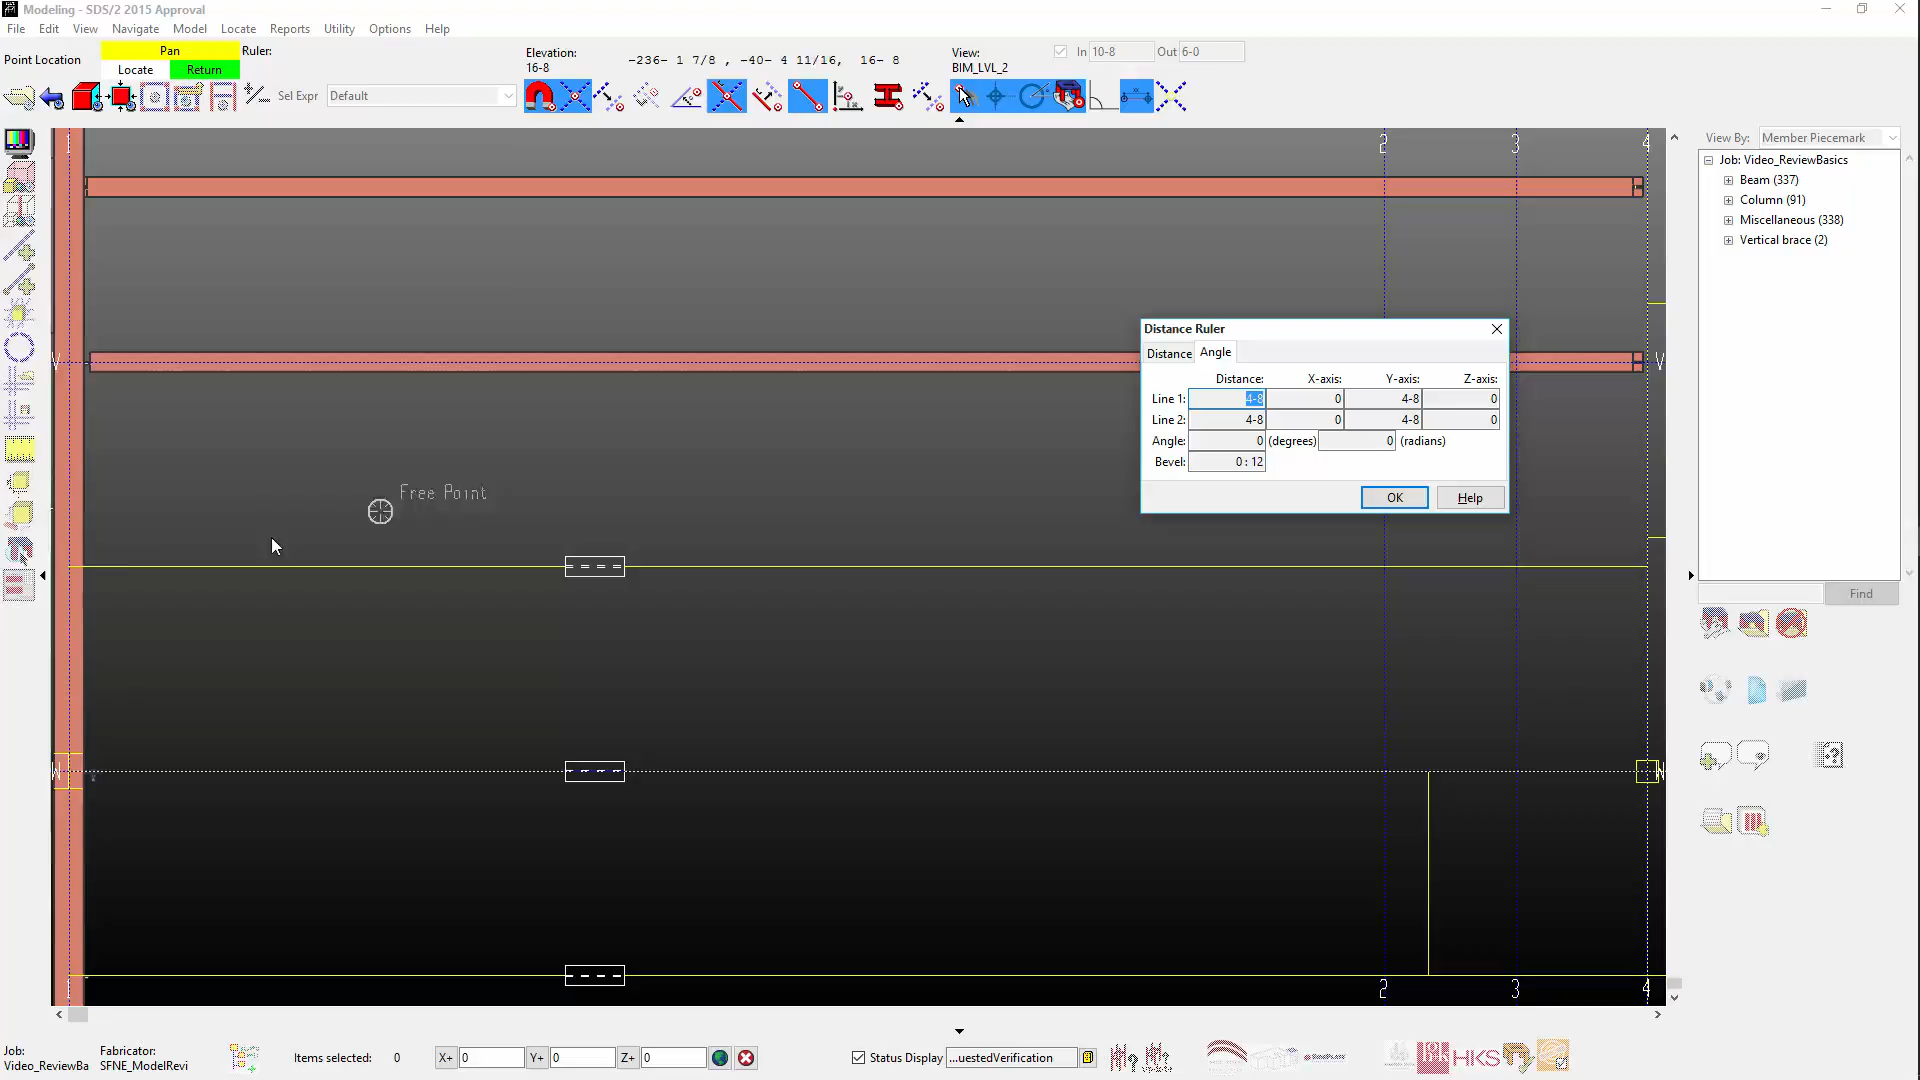 Modeling - SDS/2 2015 Approval
File Edit View Navigate Model Locate Reports Utility Options Help
Point Location Pan Ruler:
Locate Return
Elevation:
16-8
-236- 1 7/8 , -40- 4 11/16, 16- 8
View:
BIM_LVL_2
In 10-8 Out 6-0
Sel Expr Default
1 2 3 4
V V
Free Point
W
1 2 3 4
Distance Ruler
Distance Angle
Distance: X-axis: Y-axis: Z-axis:
Line 1: 4-8 0 4-8 0
Line 2: 4-8 0 4-8 0
Angle: 0 (degrees) 0 (radians)
Bevel: 0 : 12
OK Help
View By: Member Piecemark
Job: Video_ReviewBasics
Beam (337)
Column (91)
Miscellaneous (338)
Vertical brace (2)
Find
Job:
Video_ReviewBa
Fabricator:
SFNE_ModelRevi
Items selected: 0
X+ 0 Y+ 0 Z+ 0
Status Display ...uestedVerification
HKS